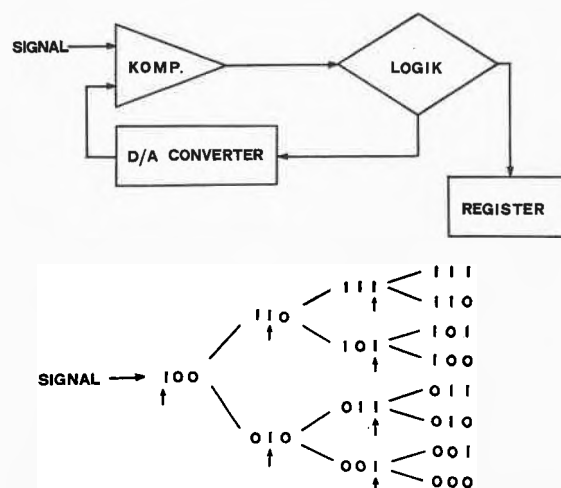 SIGNAL
KOMP.
LOGIK
D/A CONVERTER
REGISTER
111
111
110
110
101
101
100
SIGNAL
100
011
011
010
010
001
001
000